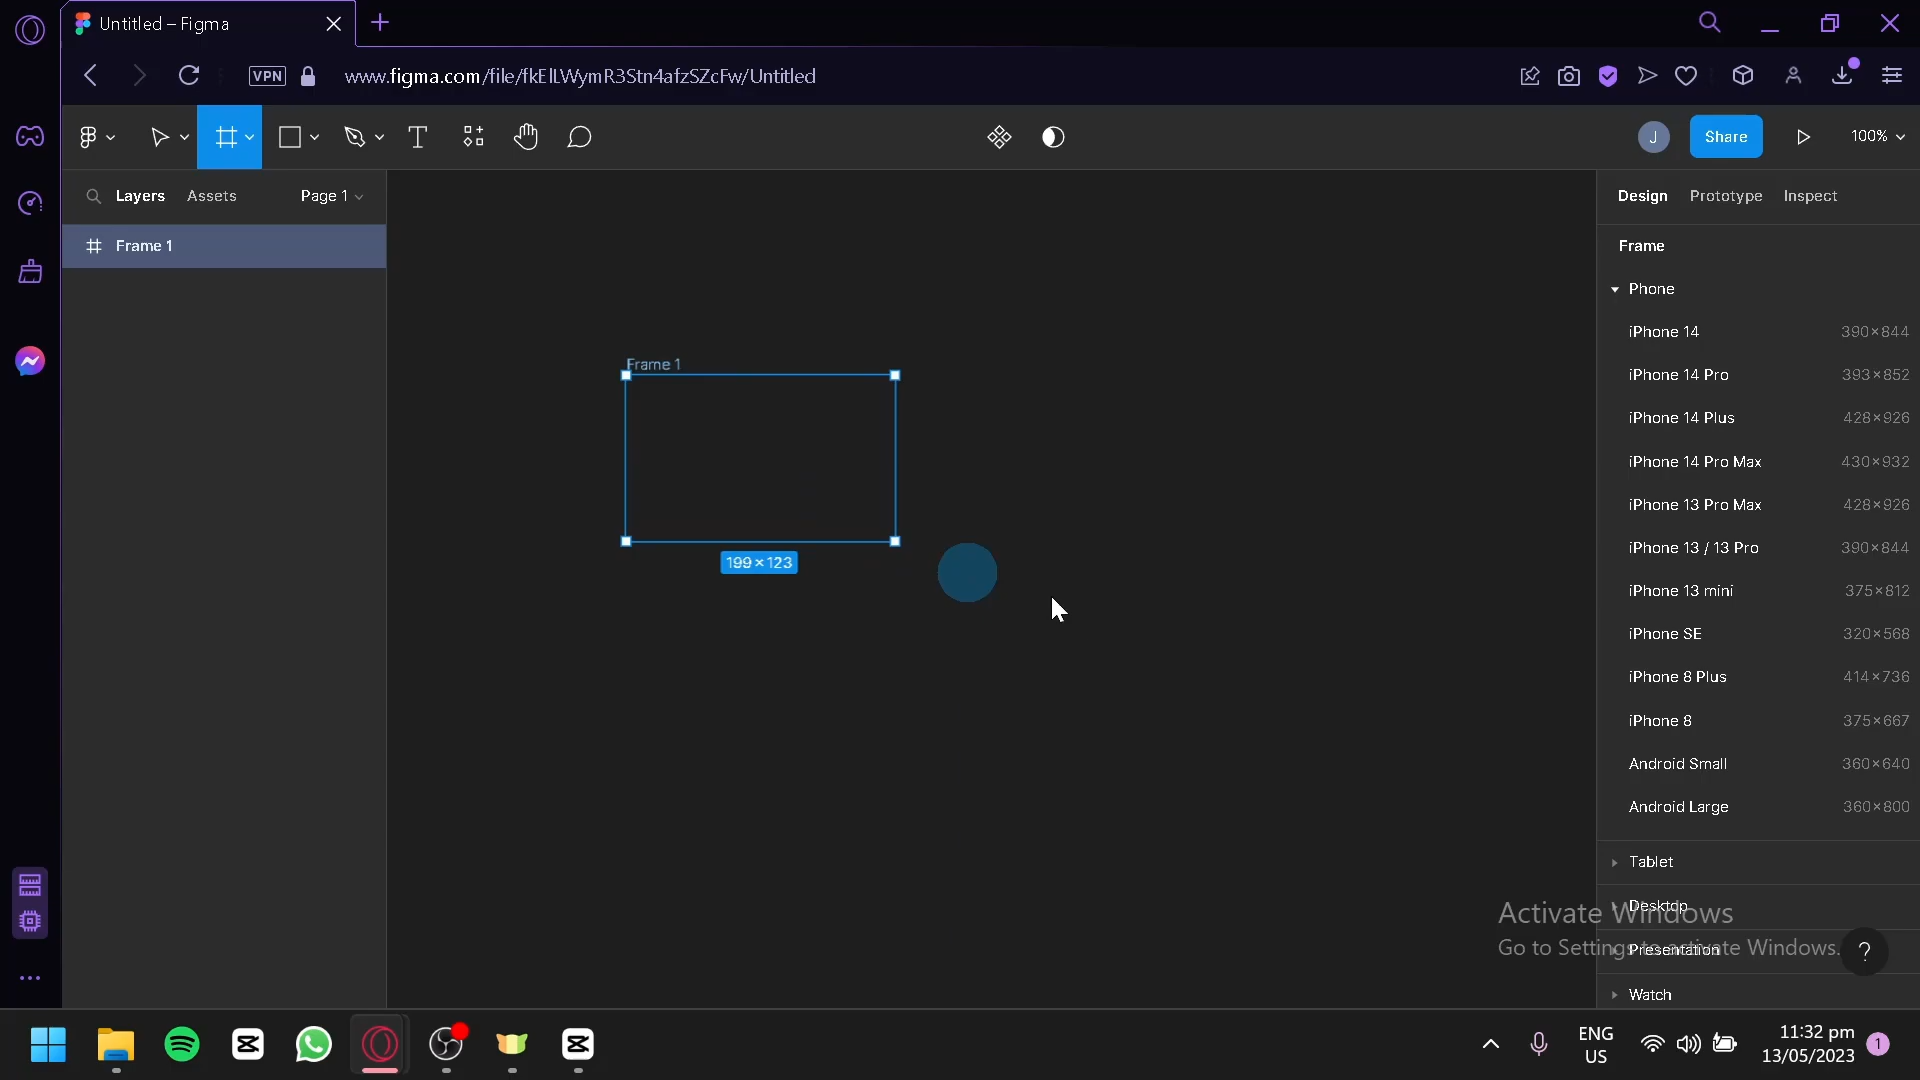 Untitled – Figma
VPN
www.figma.com/file/fkEILWymR3Stn4afzSZcFw/Untitled
T
J
Share
100%
Layers
Assets
Page 1
Design
Prototype
Inspect
Frame 1
Frame
Phone
iPhone 14
390×844
iPhone 14 Pro
393×852
iPhone 14 Plus
428×926
iPhone 14 Pro Max
430×932
iPhone 13 Pro Max
428×926
iPhone 13 / 13 Pro
390×844
iPhone 13 mini
375×812
iPhone SE
320×568
iPhone 8 Plus
414×736
iPhone 8
375×667
Android Small
360×640
Android Large
360×800
Tablet
Desktop
Presentation
Watch
Frame 1
199 × 123
Activate Windows
Go to Settings to activate Windows.
?
ENG
US
11:32 pm
13/05/2023
1